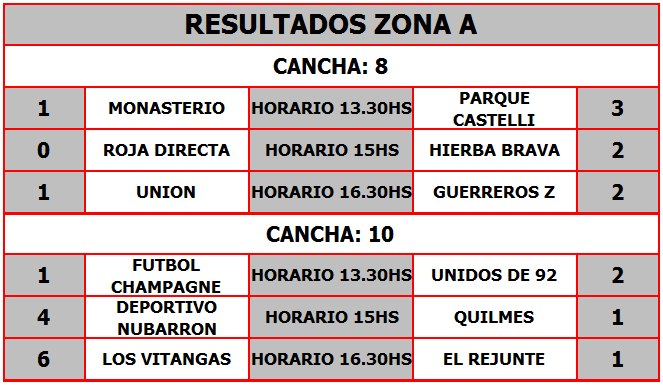 RESULTADOS ZONA A
CANCHA: 8
1 MONASTERIO HORARIO 13.30HS PARQUE CASTELLI 3
0 ROJA DIRECTA HORARIO 15HS HIERBA BRAVA 2
1 UNION HORARIO 16.30HS GUERREROS Z 2
CANCHA: 10
1 FUTBOL CHAMPAGNE HORARIO 13.30HS UNIDOS DE 92 2
4 DEPORTIVO NUBARRON HORARIO 15HS QUILMES 1
6 LOS VITANGAS HORARIO 16.30HS EL REJUNTE 1